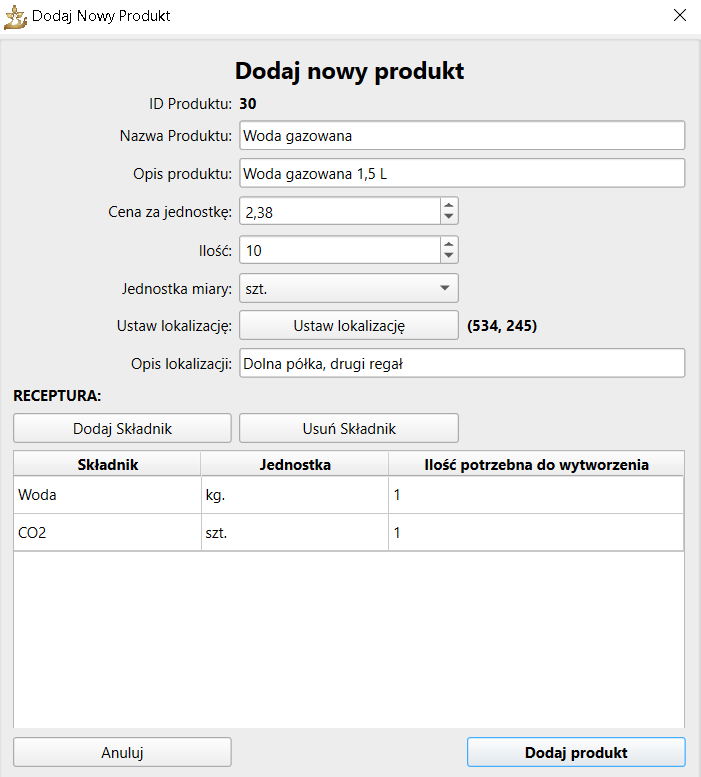 Dodaj Nowy Produkt
Dodaj nowy produkt
ID Produktu: 30
Nazwa Produktu: Woda gazowana
Opis produktu: Woda gazowana 1,5 L
Cena za jednostkę: 2,38
Ilość: 10
Jednostka miary: szt.
Ustaw lokalizację: Ustaw lokalizację (534, 245)
Opis lokalizacji: Dolna półka, drugi regał
RECEPTURA:
Dodaj Składnik Usuń Składnik
Składnik Jednostka Ilość potrzebna do wytworzenia
Woda kg. 1
CO2 szt. 1
Anuluj Dodaj produkt